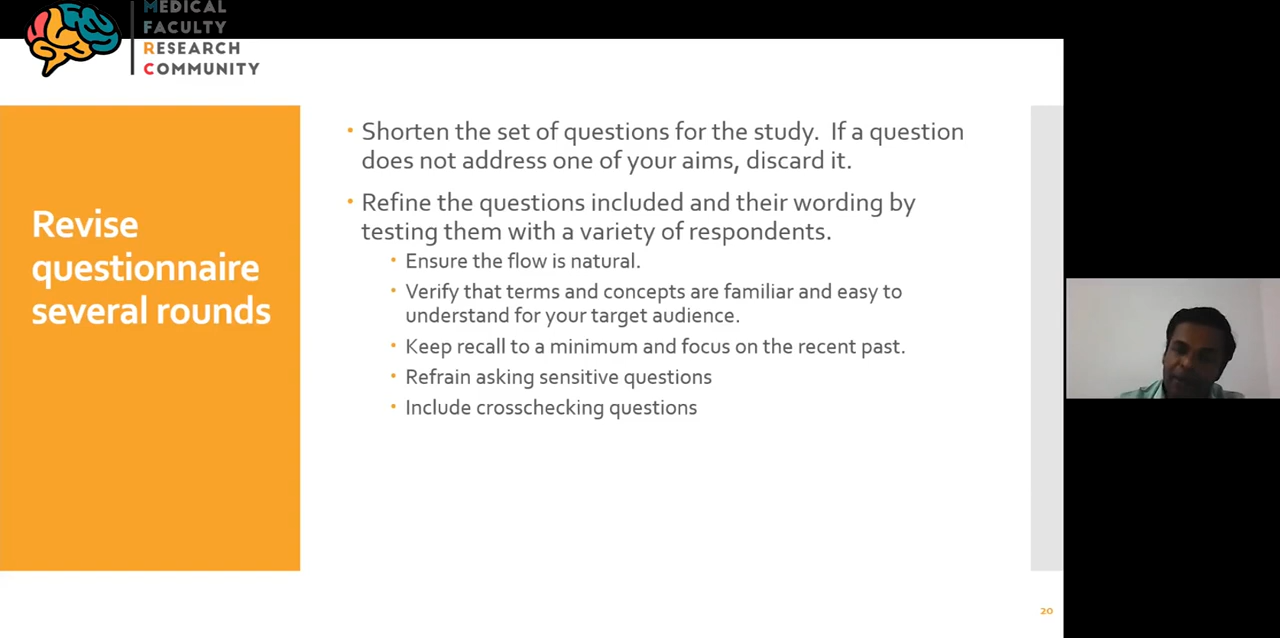 MEDICAL
FACULTY
RESEARCH
COMMUNITY
Revise
questionnaire
several rounds
• Shorten the set of questions for the study.  If a question
does not address one of your aims, discard it.
• Refine the questions included and their wording by
testing them with a variety of respondents.
• Ensure the flow is natural.
• Verify that terms and concepts are familiar and easy to
understand for your target audience.
• Keep recall to a minimum and focus on the recent past.
• Refrain asking sensitive questions
• Include crosschecking questions
20